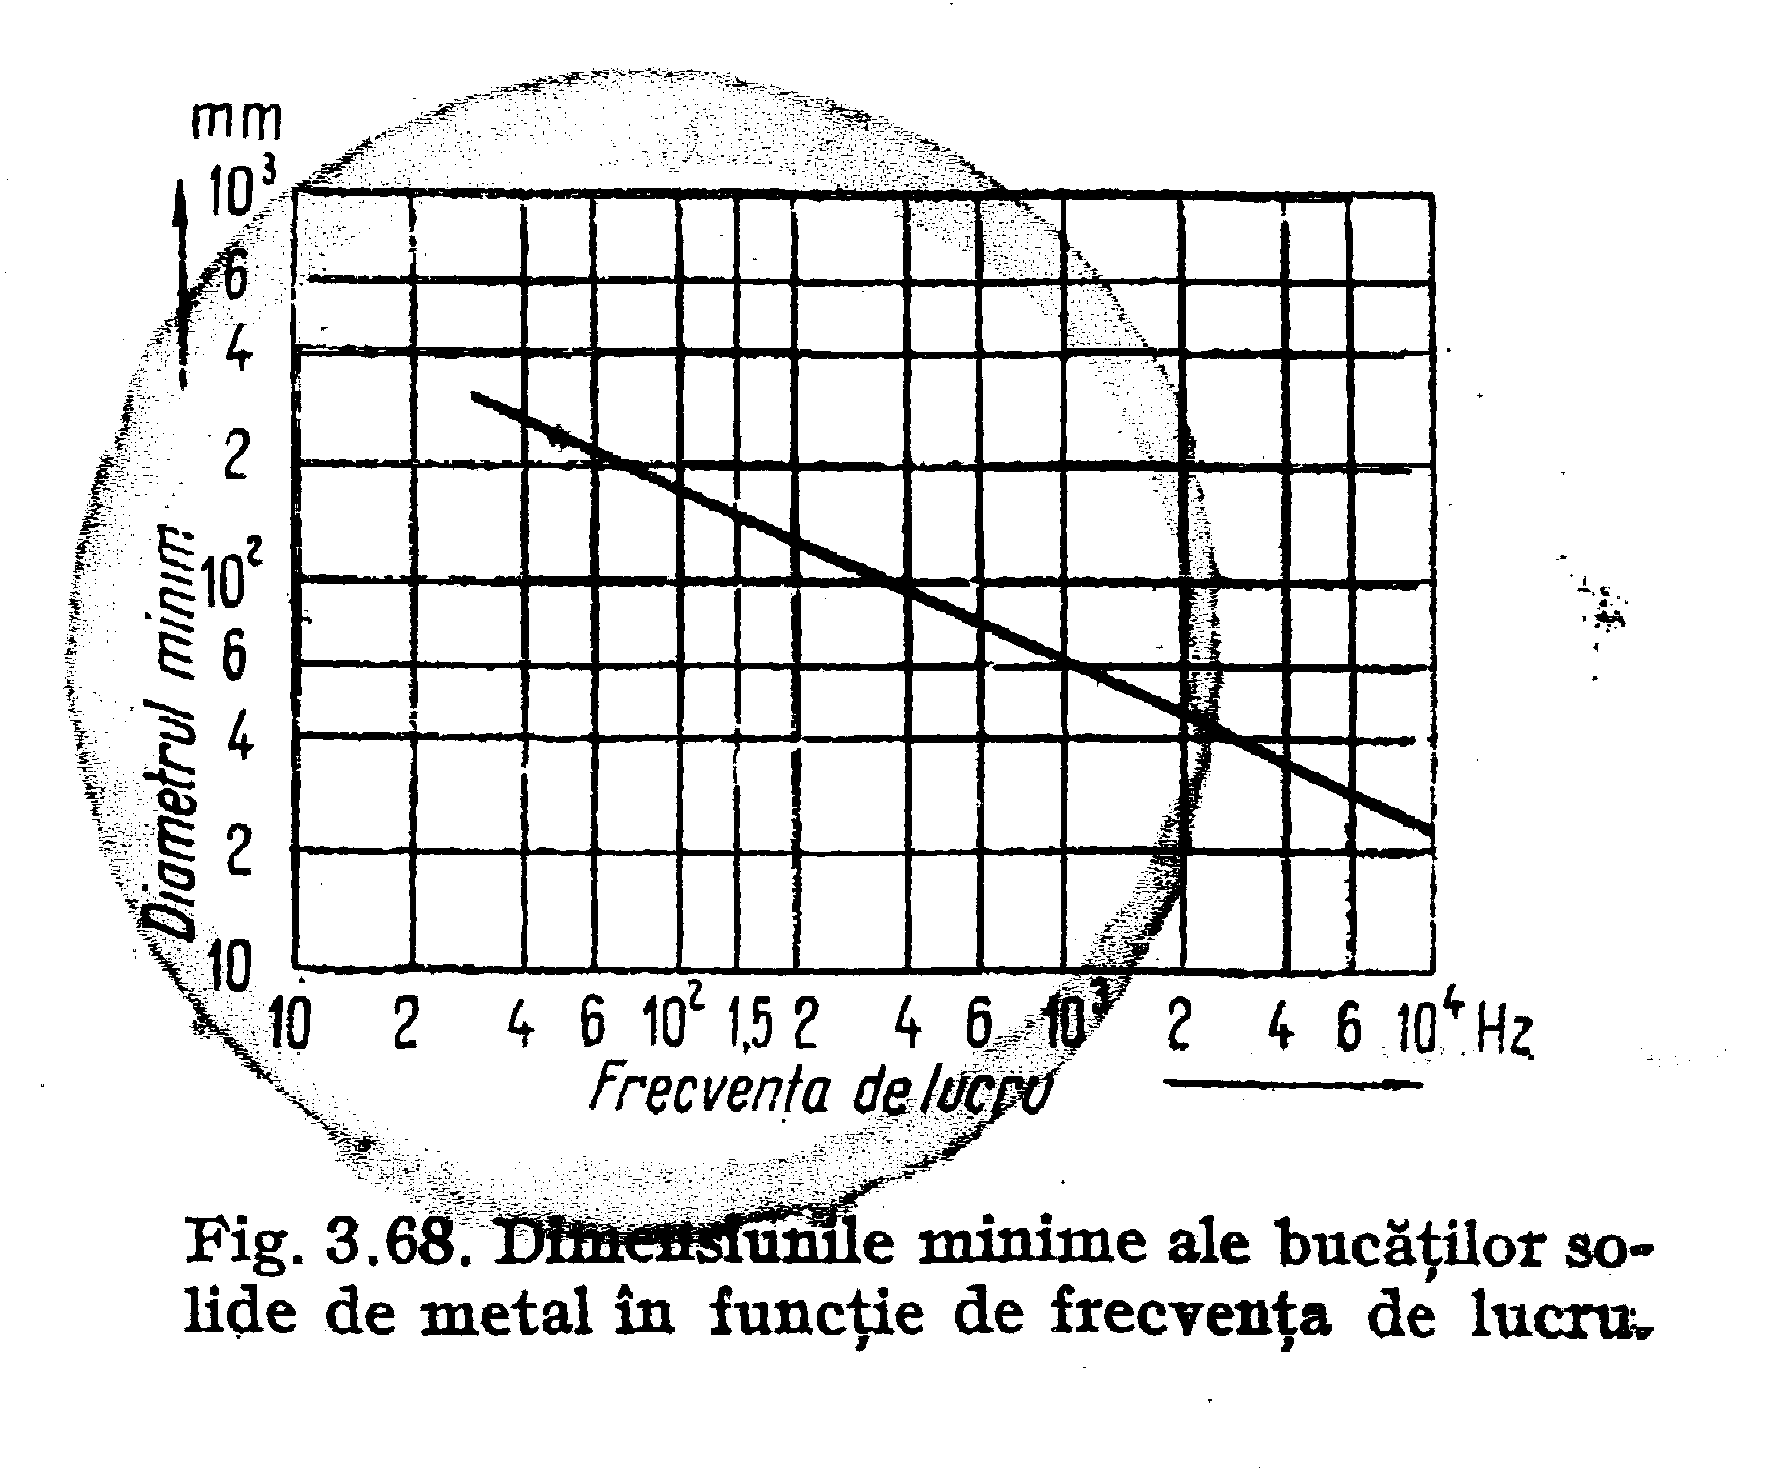 mm
10³
6
4
2
10²
6
4
2
10
Diametrul minim
10 2 4 6 10² 1,5 2 4 6 10³ 2 4 6 10⁴ Hz
Frecvența de lucru
Fig. 3.68. Dimensiunile minime ale bucăților so-
lide de metal în funcție de frecvența de lucru.